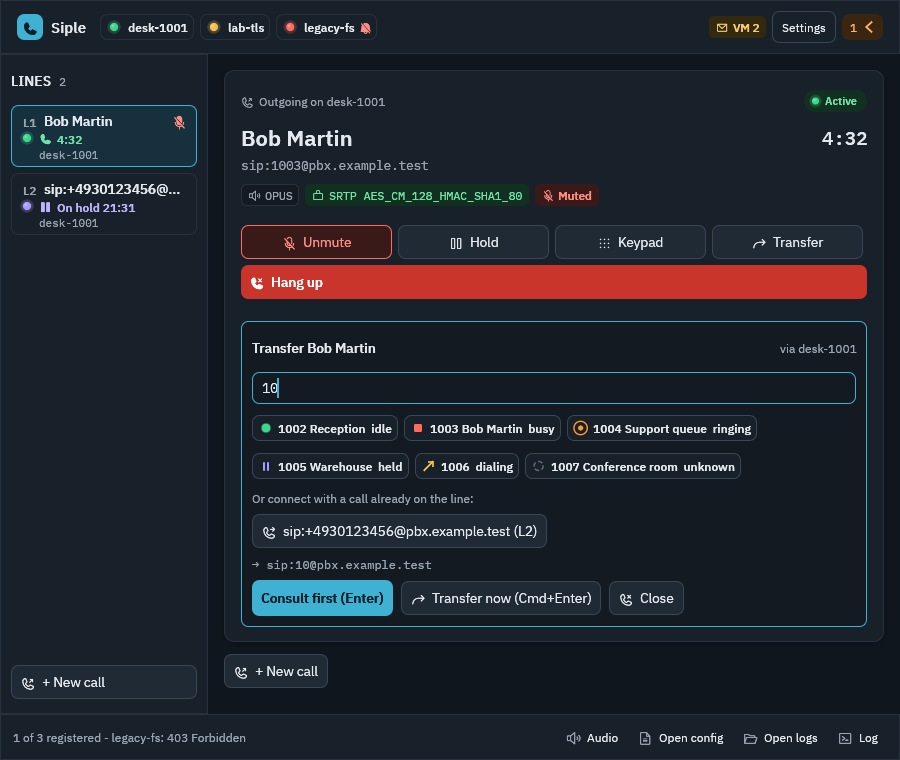 Siple desk-1001 lab-tls legacy-fs VM 2 Settings 1
LINES 2
L1 Bob Martin
4:32
desk-1001
L2 sip:+4930123456@...
On hold 21:31
desk-1001
+ New call
Outgoing on desk-1001 Active
Bob Martin 4:32
sip:1003@pbx.example.test
OPUS SRTP AES_CM_128_HMAC_SHA1_80 Muted
Unmute Hold Keypad Transfer
Hang up
Transfer Bob Martin via desk-1001
10
1002 Reception idle 1003 Bob Martin busy 1004 Support queue ringing
1005 Warehouse held 1006 dialing 1007 Conference room unknown
Or connect with a call already on the line:
sip:+4930123456@pbx.example.test (L2)
→ sip:10@pbx.example.test
Consult first (Enter) Transfer now (Cmd+Enter) Close
+ New call
1 of 3 registered - legacy-fs: 403 Forbidden Audio Open config Open logs Log